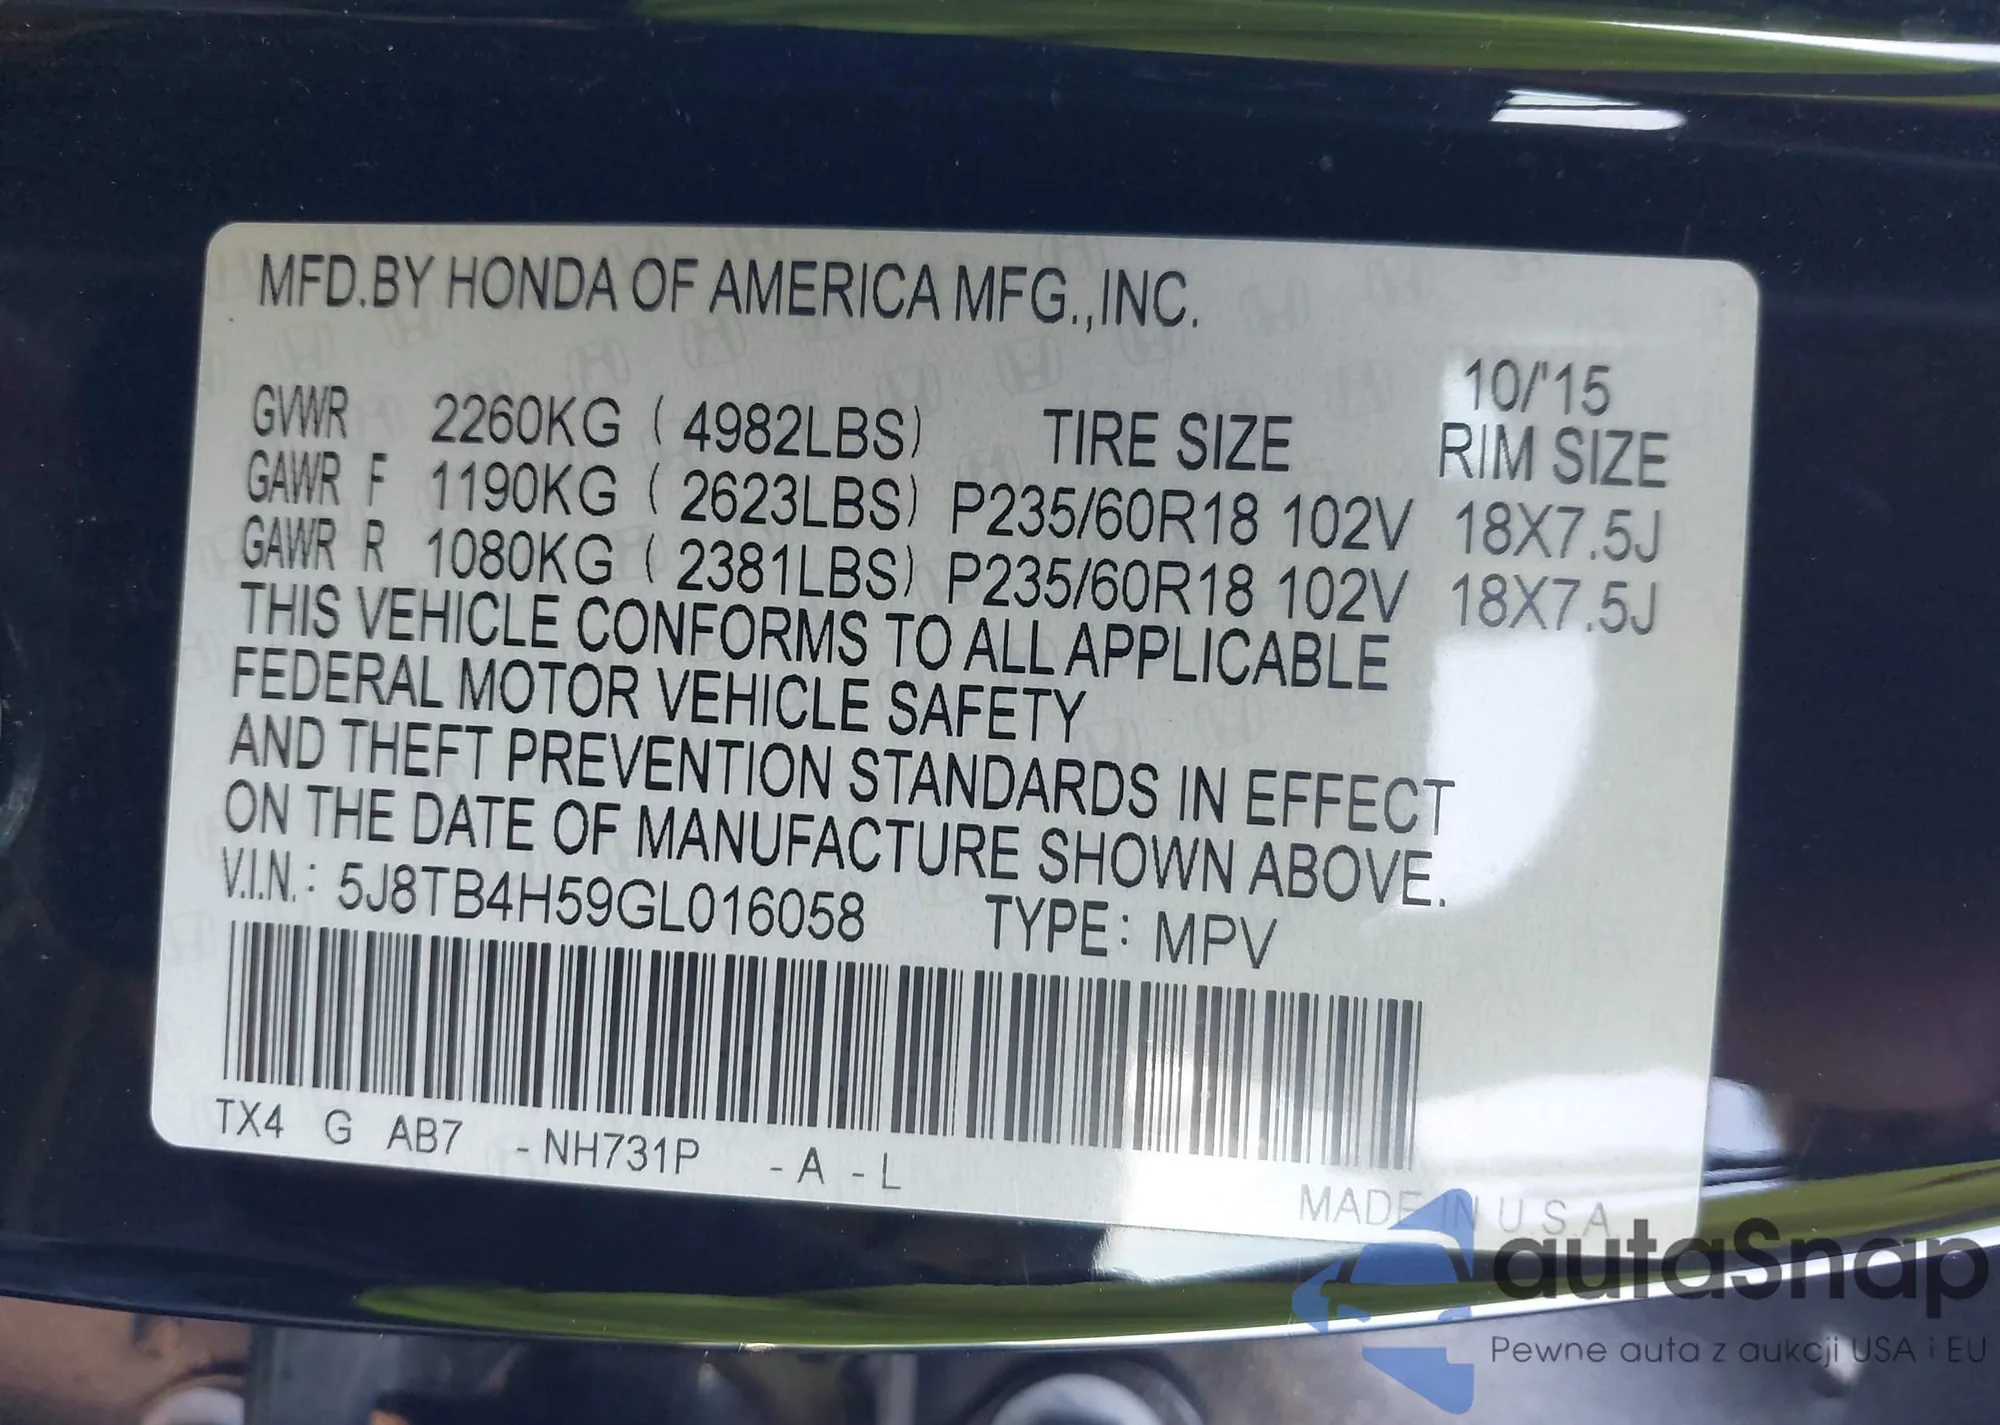 MFD.BY HONDA OF AMERICA MFG.,INC.
10/'15
GVWR 2260KG ( 4982LBS) TIRE SIZE RIM SIZE
GAWR F 1190KG ( 2623LBS) P235/60R18 102V 18X7.5J
GAWR R 1080KG ( 2381LBS) P235/60R18 102V 18X7.5J
THIS VEHICLE CONFORMS TO ALL APPLICABLE
FEDERAL MOTOR VEHICLE SAFETY
AND THEFT PREVENTION STANDARDS IN EFFECT
ON THE DATE OF MANUFACTURE SHOWN ABOVE.
V.I.N.: 5J8TB4H59GL016058 TYPE: MPV
TX4 G AB7 -NH731P -A -L
MADE IN U.S.A
autaSnap
Pewne auta z aukcji USA i EU